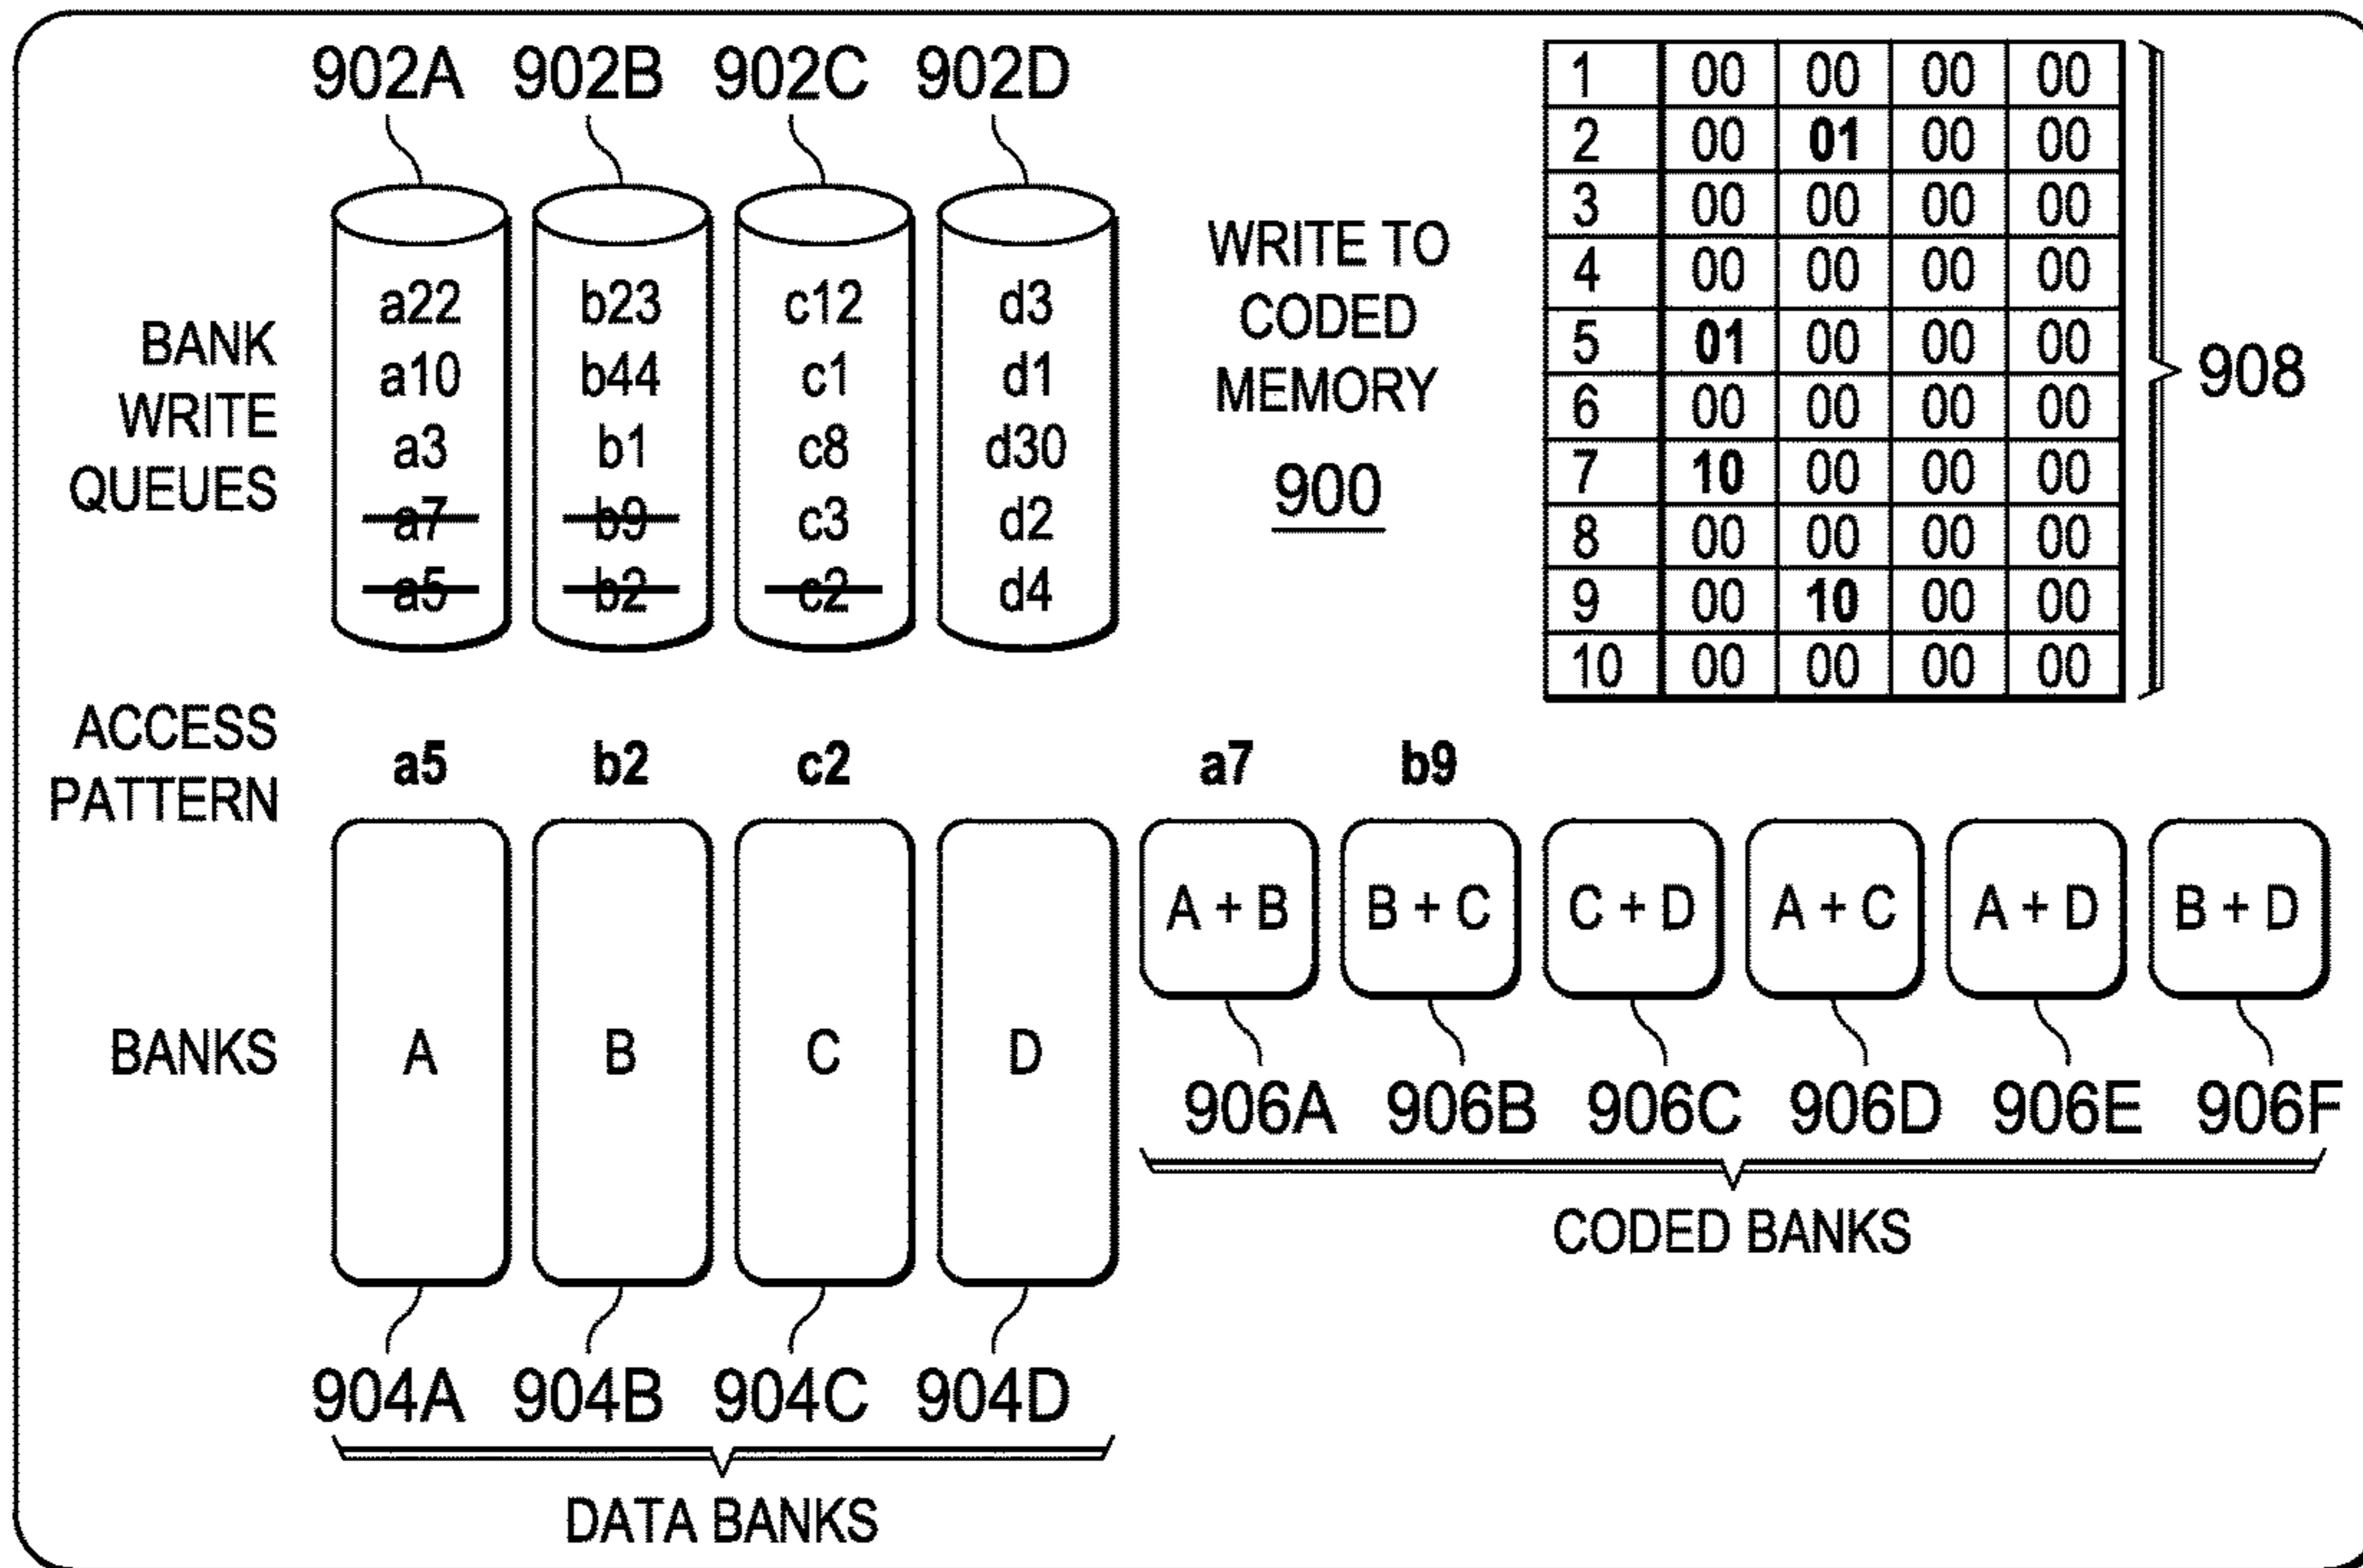 902A 902B 902C 902D
BANK
WRITE
QUEUES
a22 b23 c12 d3
a10 b44 c1 d1
a3 b1 c8 d30
a7 b9 c3 d2
a5 b2 c2 d4
WRITE TO
CODED
MEMORY
900
1 00 00 00 00
2 00 01 00 00
3 00 00 00 00
4 00 00 00 00
5 01 00 00 00
6 00 00 00 00
7 10 00 00 00
8 00 00 00 00
9 00 10 00 00
10 00 00 00 00
908
ACCESS
PATTERN
a5 b2 c2 a7 b9
BANKS
A B C D
A + B B + C C + D A + C A + D B + D
906A 906B 906C 906D 906E 906F
CODED BANKS
904A 904B 904C 904D
DATA BANKS